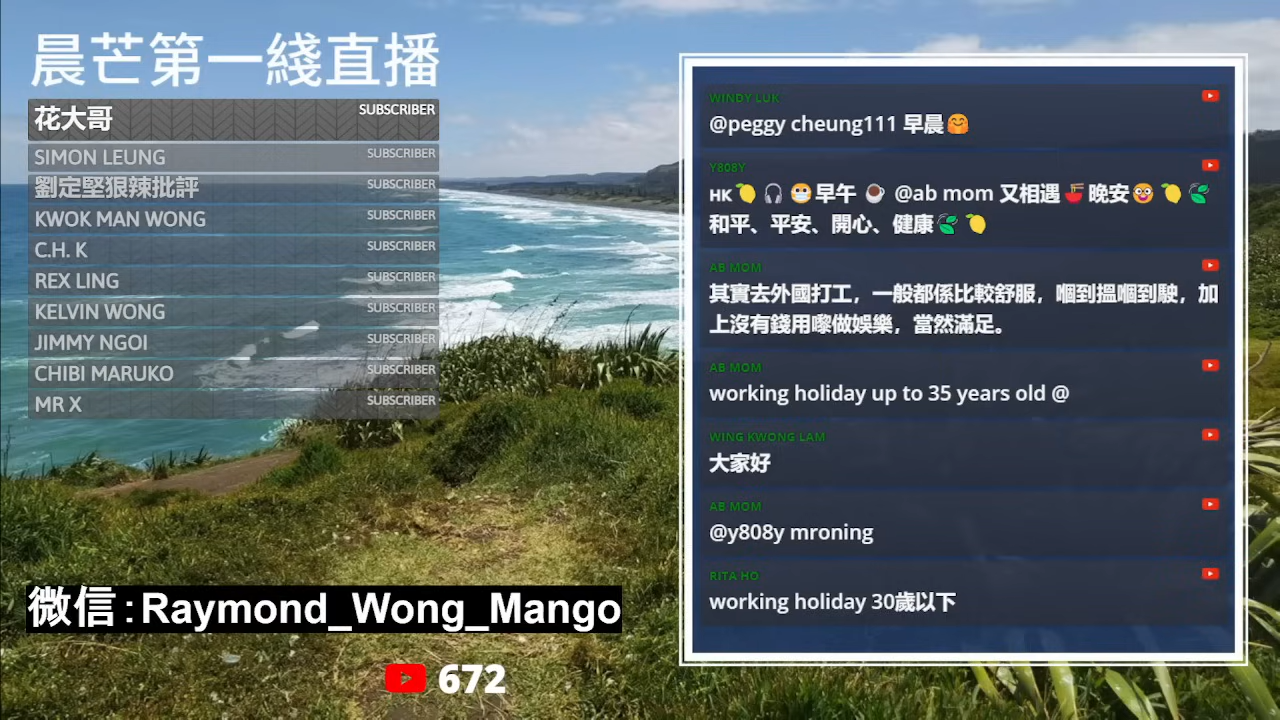 晨芒第一綫直播
花大哥 SUBSCRIBER
SIMON LEUNG SUBSCRIBER
劉定堅狠辣批評 SUBSCRIBER
KWOK MAN WONG SUBSCRIBER
C.H. K SUBSCRIBER
REX LING SUBSCRIBER
KELVIN WONG SUBSCRIBER
JIMMY NGOI SUBSCRIBER
CHIBI MARUKO SUBSCRIBER
MR X SUBSCRIBER
微信:Raymond_Wong_Mango
672
WINDY LUK
@peggy cheung111 早晨🤗
Y808Y
ʜᴋ🍋 🎧 😷早午 ☕ @ab mom 又相遇🍜晚安🥸 🍋 🍃
和平、平安、開心、健康🍃 🍋
AB MOM
其實去外國打工，一般都係比較舒服，嗰到搵嗰到駛，加
上沒有錢用嚟做娛樂，當然滿足。
AB MOM
working holiday up to 35 years old @
WING KWONG LAM
大家好
AB MOM
@y808y mroning
RITA HO
working holiday 30歲以下